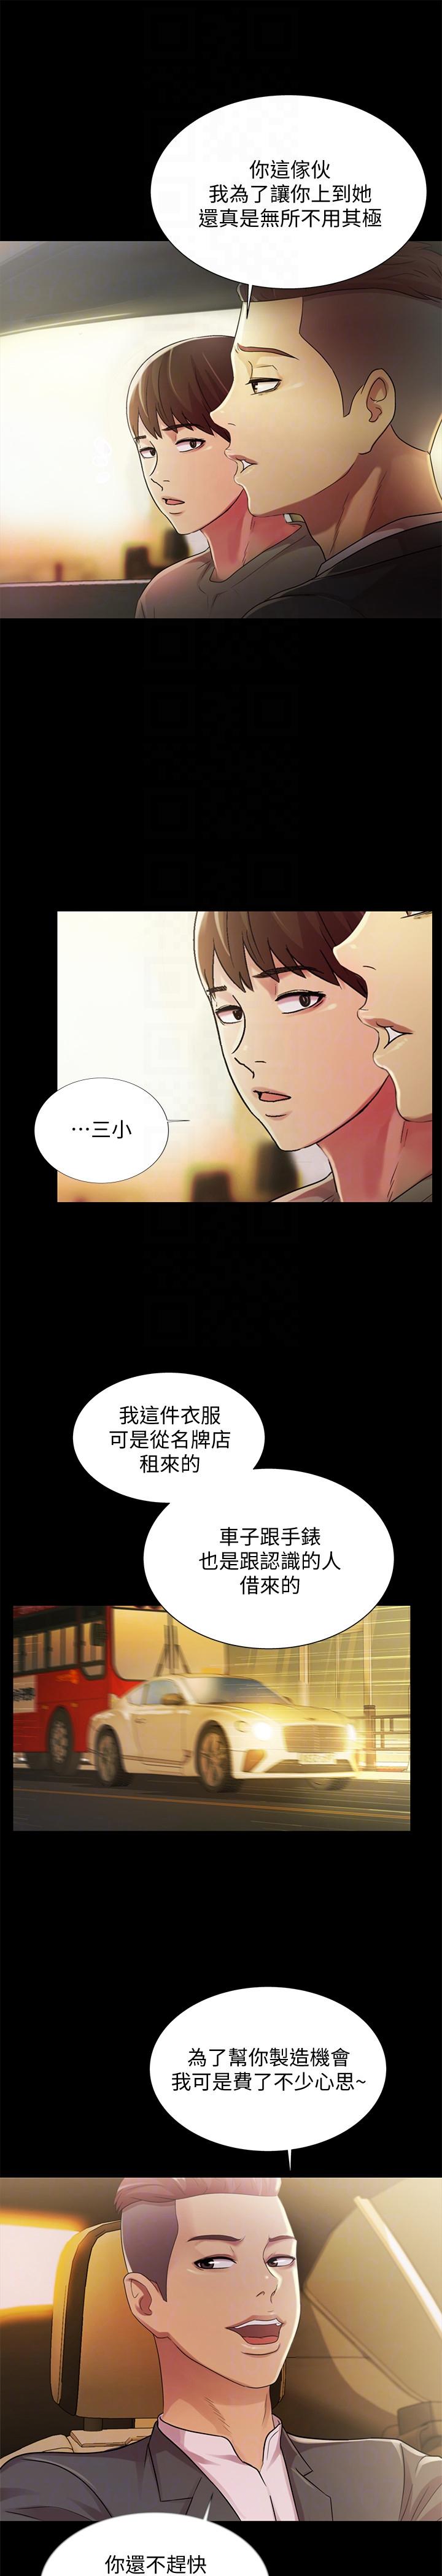 你這傢伙
我為了讓你上到她
還真是無所不用其極
…三小
我這件衣服
可是從名牌店
租來的
車子跟手錶
也是跟認識的人
借來的
為了幫你製造機會
我可是費了不少心思~
你還不趕快